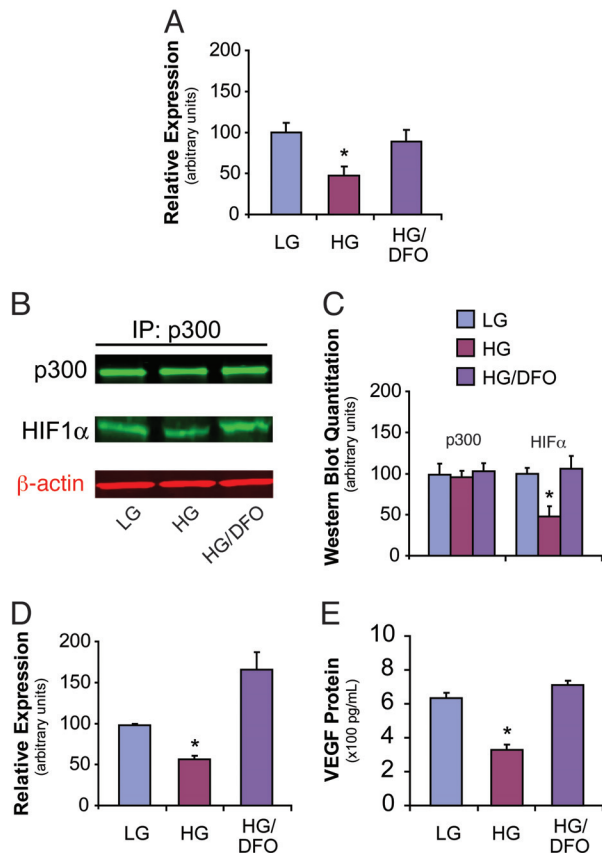 A
Relative Expression
(arbitrary units)
200
150
100
50
0
*
LG
HG
HG/
DFO
B
IP: p300
p300
HIF1α
β-actin
LG
HG
HG/DFO
C
LG
HG
HG/DFO
Western Blot Quantitation
(arbitrary units)
200
150
100
50
0
p300
HIFα
*
D
Relative Expression
(arbitrary units)
200
150
100
50
0
*
LG
HG
HG/
DFO
E
VEGF Protein
(x100 pg/mL)
8
6
4
2
0
*
LG
HG
HG/
DFO